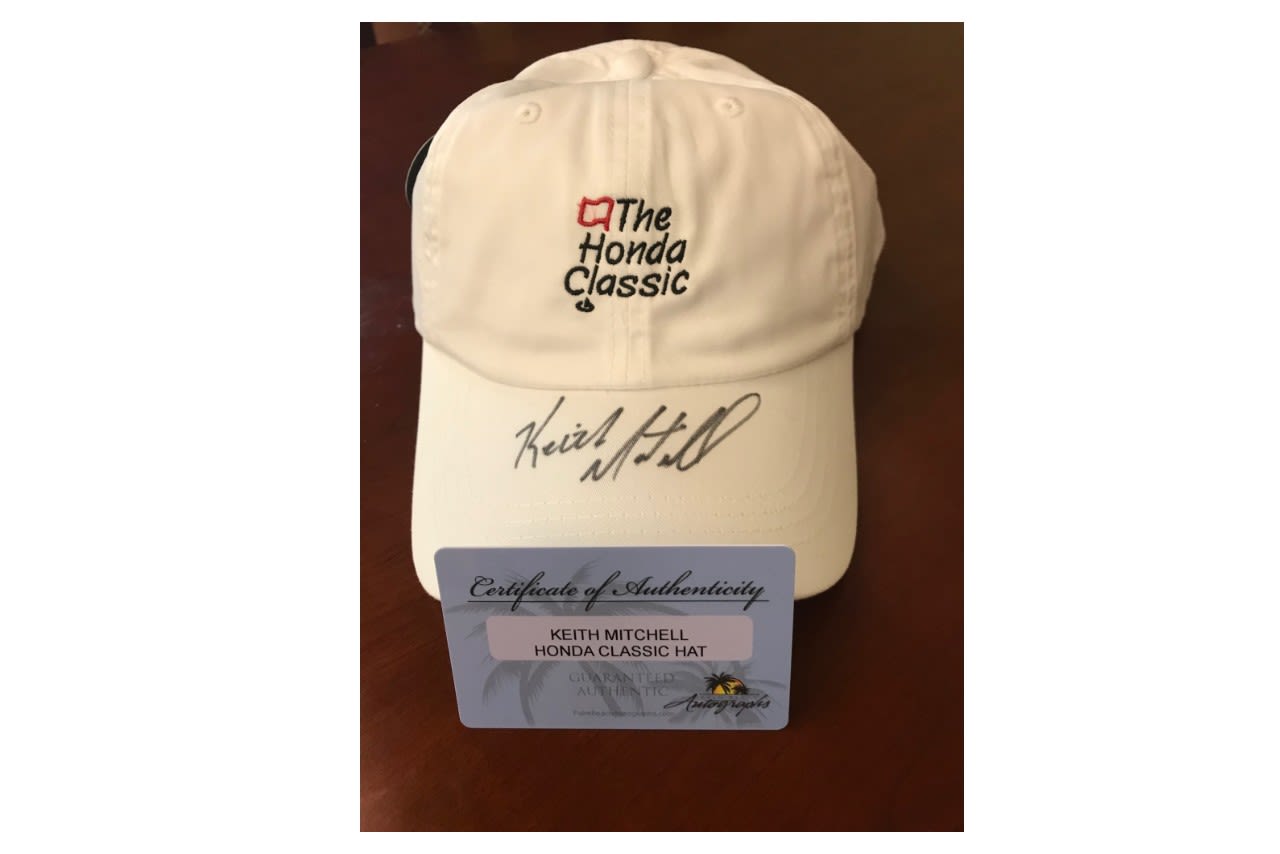 The
Honda
Classic
Keith Mitchell
Certificate of Authenticity
KEITH MITCHELL
HONDA CLASSIC HAT
GUARANTEED
AUTHENTIC
Autographs